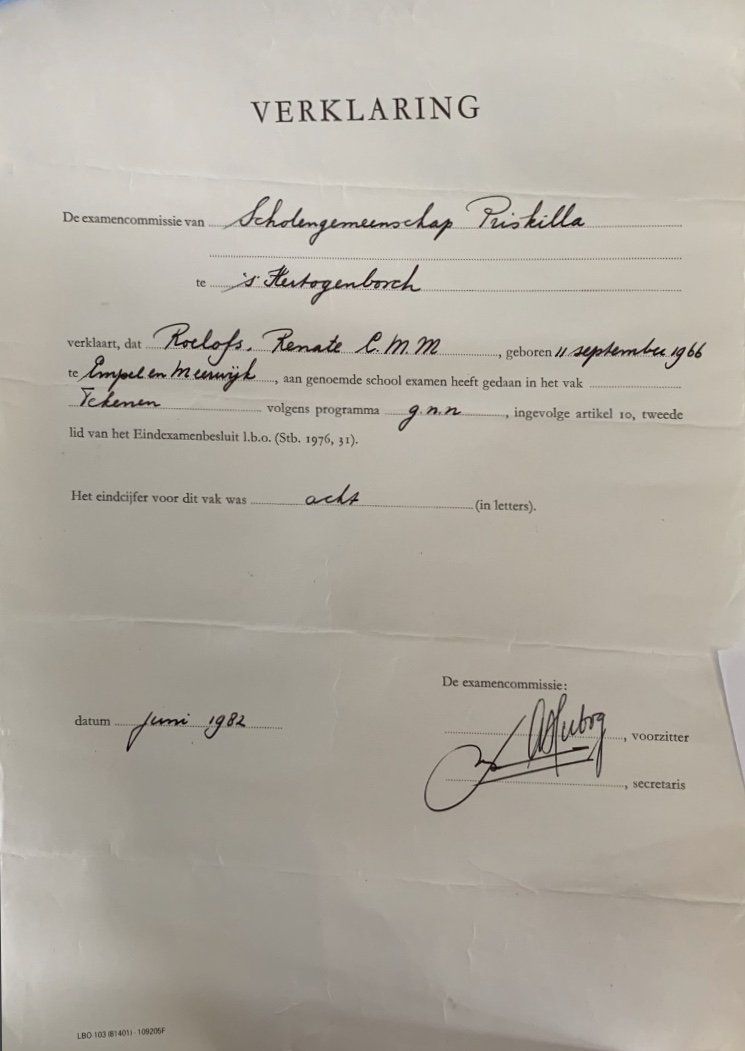 VERKLARING
De examencommissie van Scholengemeenschap Priskilla
te 's Hertogenbosch
verklaart, dat Roelofs, Renate C.M.M , geboren 11 september 1966
te Empel en Meerwijk , aan genoemde school examen heeft gedaan in het vak
Tekenen volgens programma g.n.n , ingevolge artikel 10, tweede
lid van het Eindexamenbesluit l.b.o. (Stb. 1976, 31).
Het eindcijfer voor dit vak was acht (in letters).
De examencommissie:
datum juni 1982
, voorzitter
, secretaris
LBO 103 (81401) - 109205F